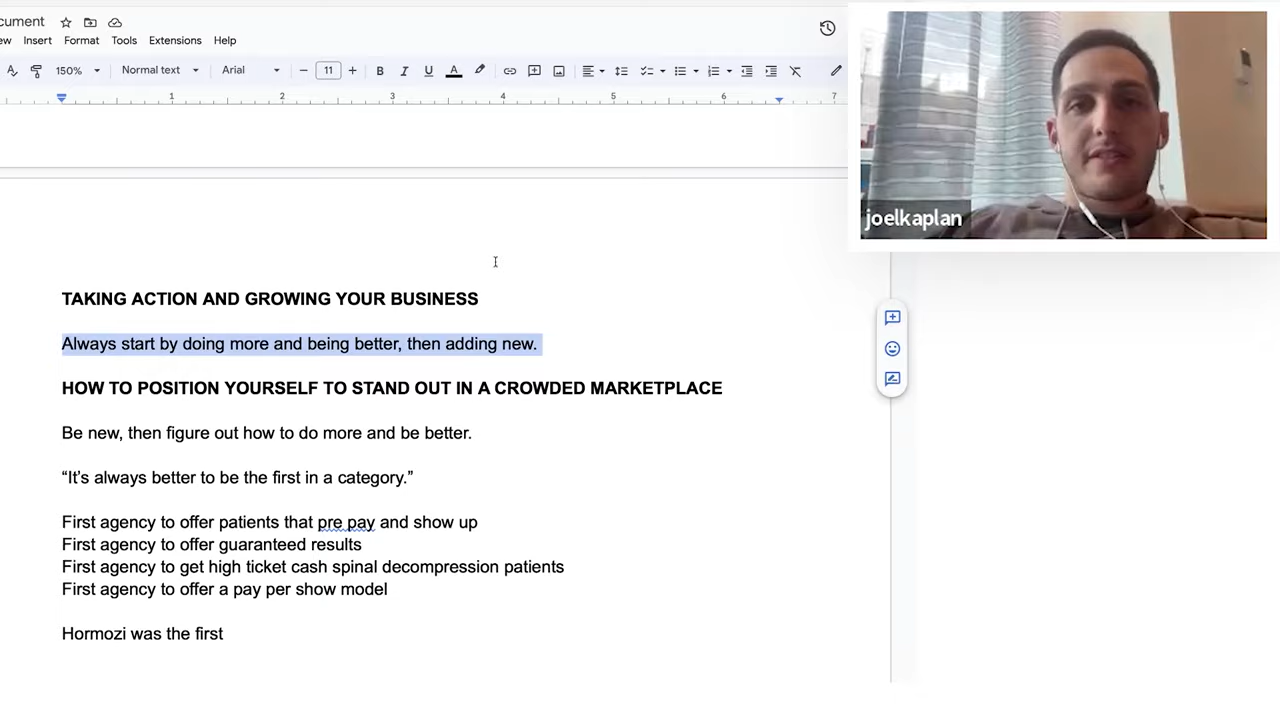 cument
ew Insert Format Tools Extensions Help
150% Normal text Arial 11 B I U A
1 2 3 4 5 6 7
joelkaplan
TAKING ACTION AND GROWING YOUR BUSINESS
Always start by doing more and being better, then adding new.
HOW TO POSITION YOURSELF TO STAND OUT IN A CROWDED MARKETPLACE
Be new, then figure out how to do more and be better.
“It’s always better to be the first in a category.”
First agency to offer patients that pre pay and show up
First agency to offer guaranteed results
First agency to get high ticket cash spinal decompression patients
First agency to offer a pay per show model
Hormozi was the first